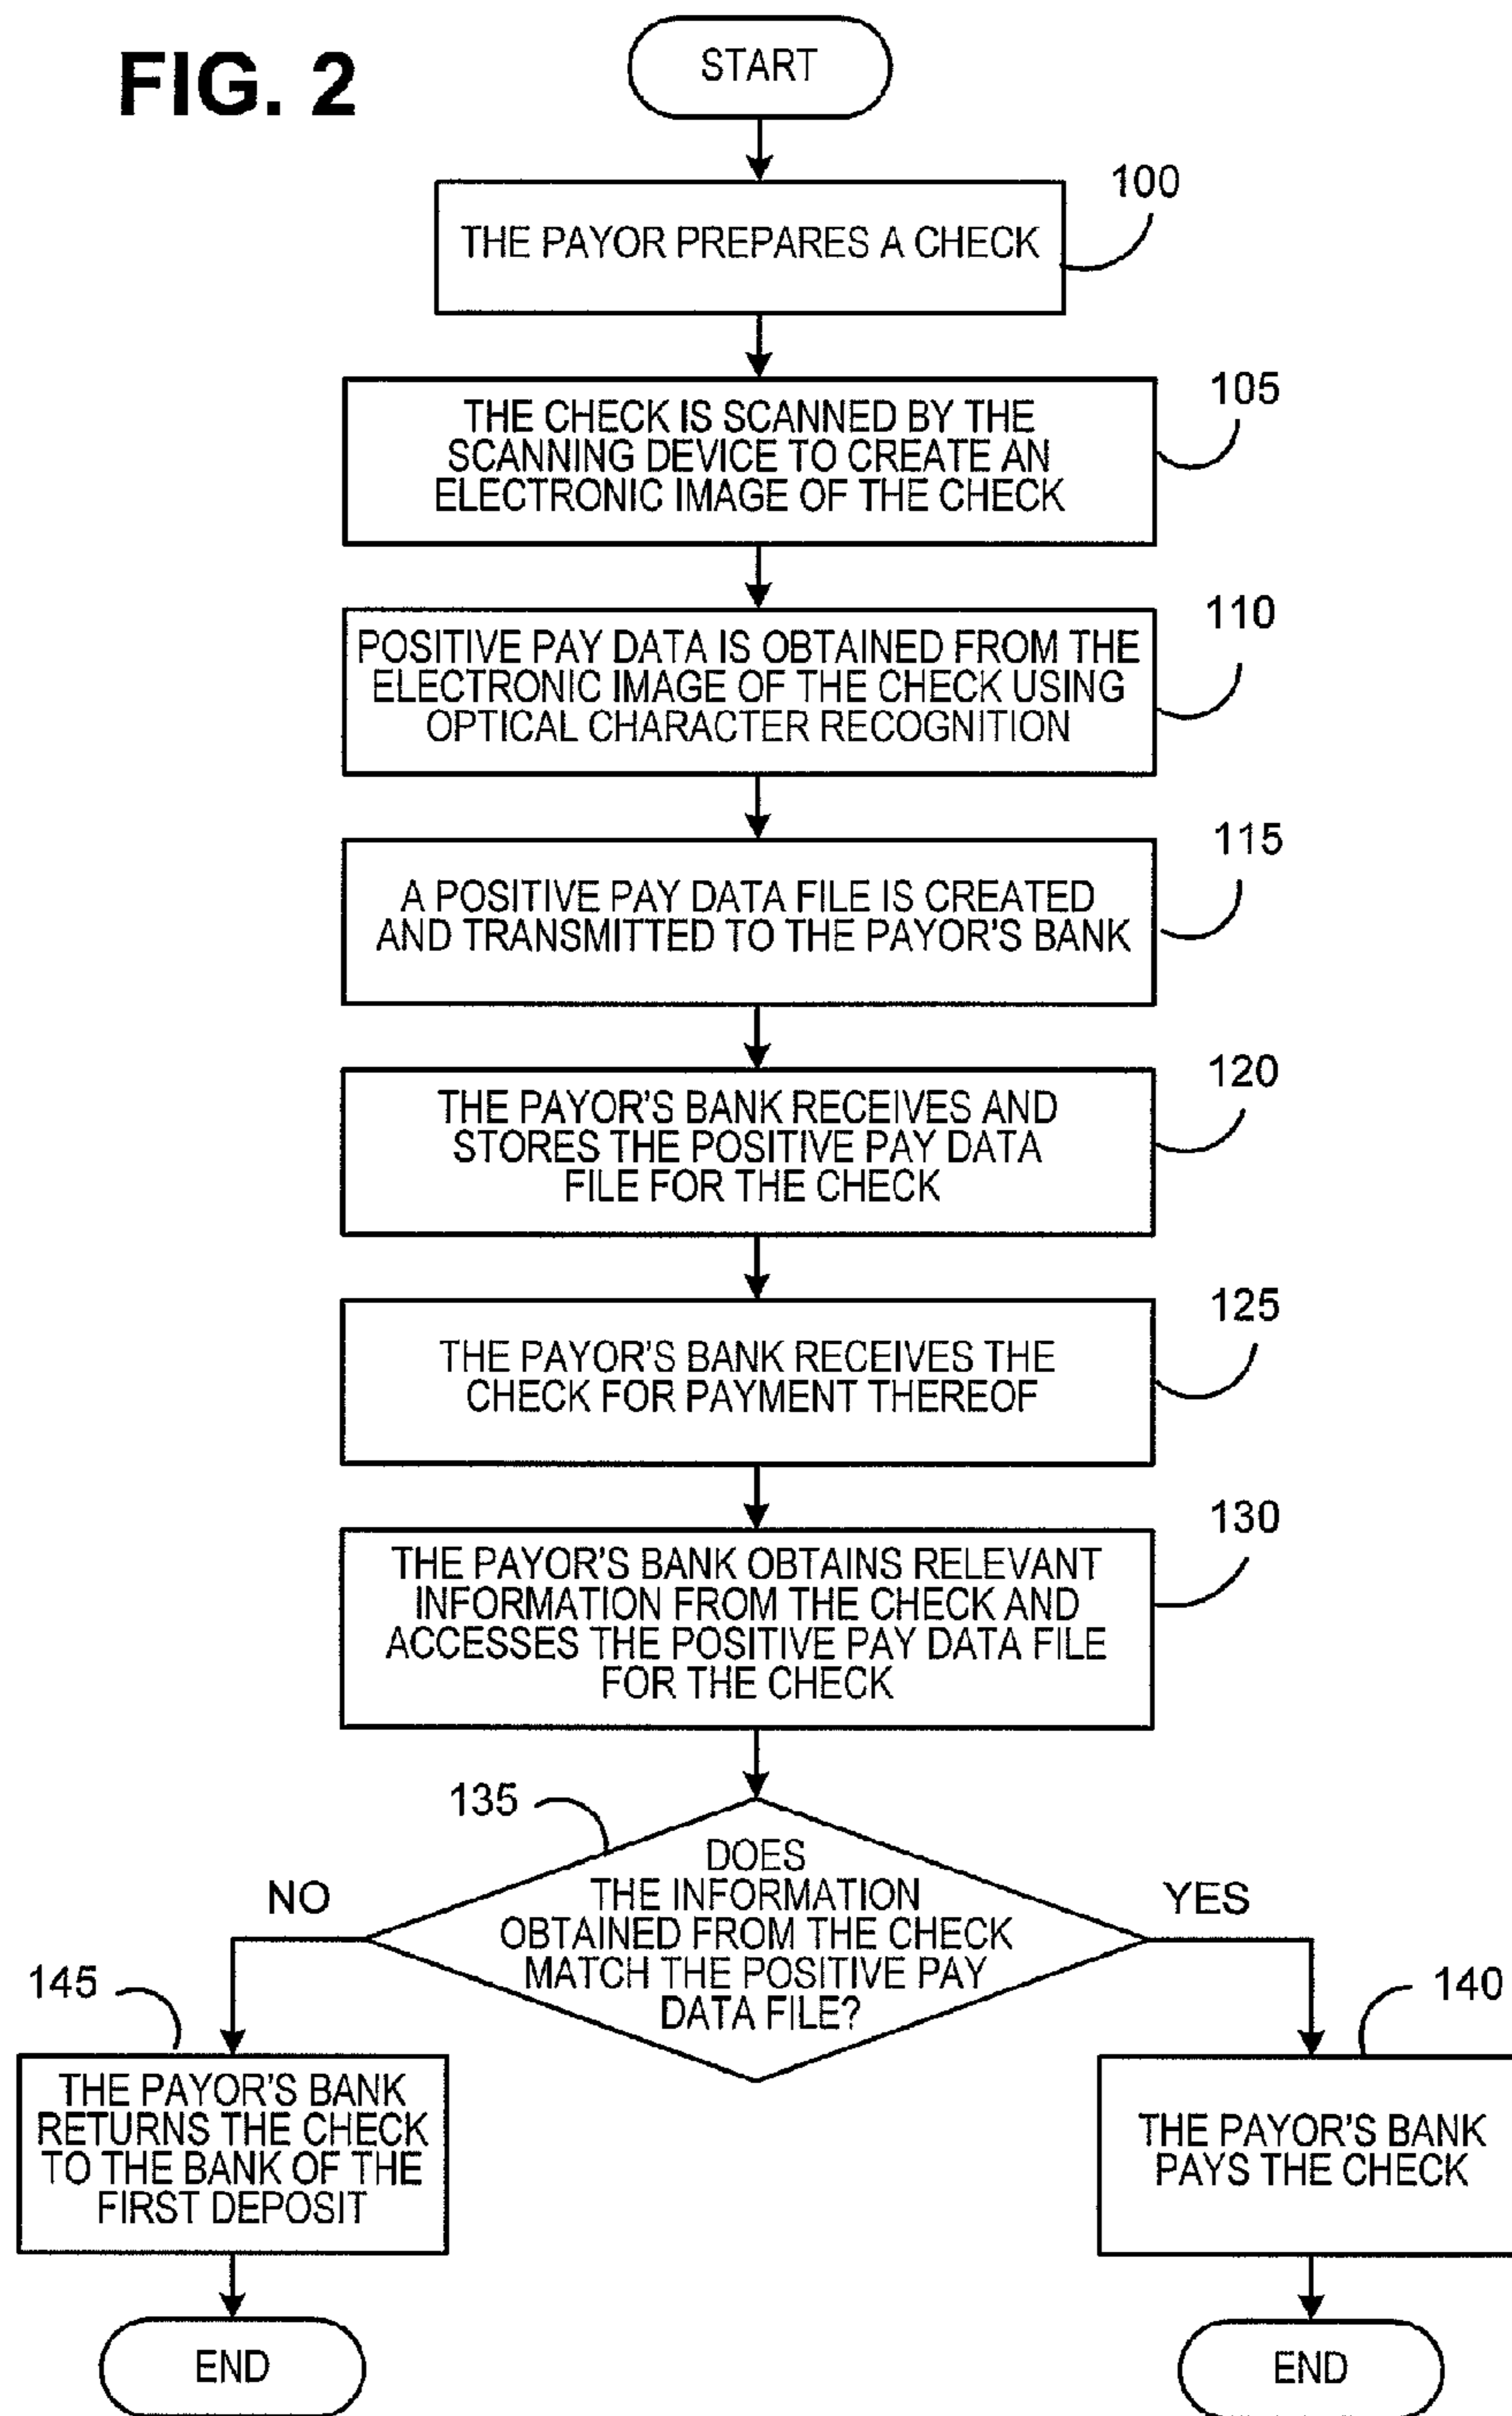 FIG. 2
START
100
THE PAYOR PREPARES A CHECK
105
THE CHECK IS SCANNED BY THE
SCANNING DEVICE TO CREATE AN
ELECTRONIC IMAGE OF THE CHECK
110
POSITIVE PAY DATA IS OBTAINED FROM THE
ELECTRONIC IMAGE OF THE CHECK USING
OPTICAL CHARACTER RECOGNITION
115
A POSITIVE PAY DATA FILE IS CREATED
AND TRANSMITTED TO THE PAYOR'S BANK
120
THE PAYOR'S BANK RECEIVES AND
STORES THE POSITIVE PAY DATA
FILE FOR THE CHECK
125
THE PAYOR'S BANK RECEIVES THE
CHECK FOR PAYMENT THEREOF
130
THE PAYOR'S BANK OBTAINS RELEVANT
INFORMATION FROM THE CHECK AND
ACCESSES THE POSITIVE PAY DATA FILE
FOR THE CHECK
135
DOES
THE INFORMATION
OBTAINED FROM THE CHECK
MATCH THE POSITIVE PAY
DATA FILE?
NO
YES
145
THE PAYOR'S BANK
RETURNS THE CHECK
TO THE BANK OF THE
FIRST DEPOSIT
140
THE PAYOR'S BANK
PAYS THE CHECK
END
END